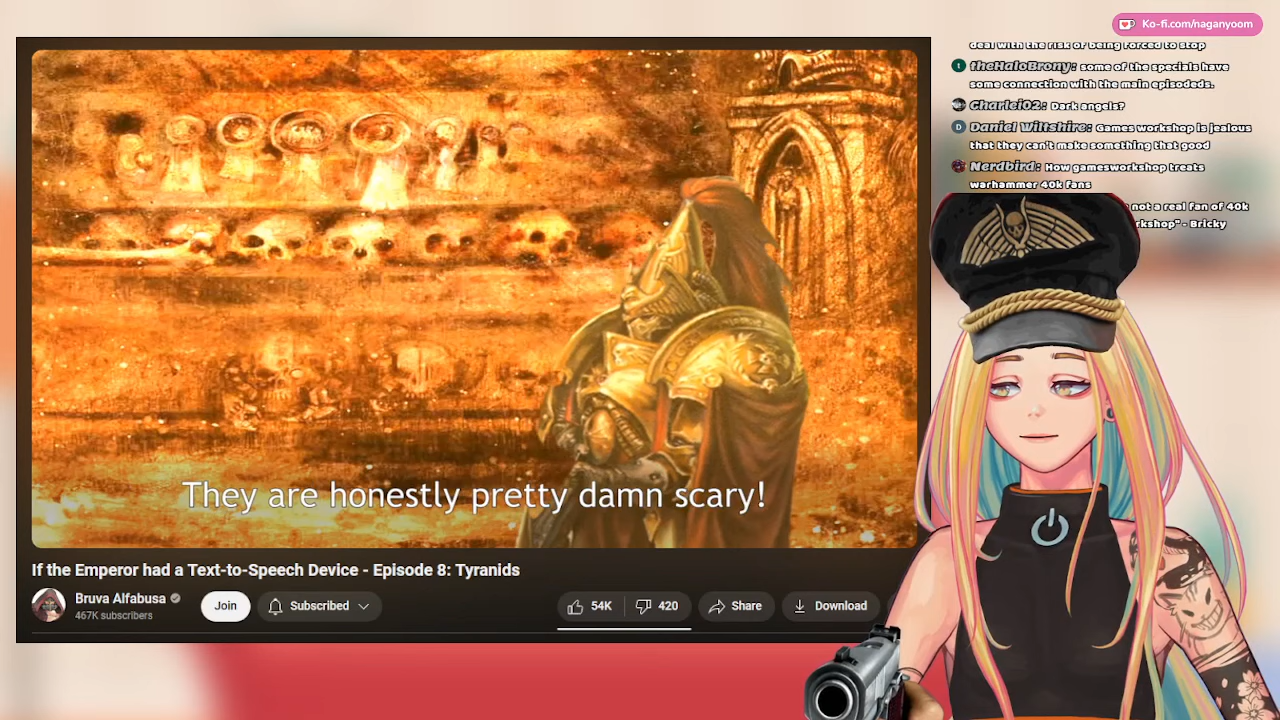 Ko-fi.com/naganyoom
deal with the risk of being forced to stop
theHaloBrony: some of the specials have
some connection with the main episodeds.
Charlei02: Dark angels?
Daniel Wiltshire: Games workshop is jealous
that they can't make something that good
Nerdbird: How gamesworkshop treats
warhammer 40k fans
not a real fan of 40k
rkshop" - Bricky
They are honestly pretty damn scary!
If the Emperor had a Text-to-Speech Device - Episode 8: Tyranids
Bruva Alfabusa
467K subscribers
Join
Subscribed
54K
420
Share
Download